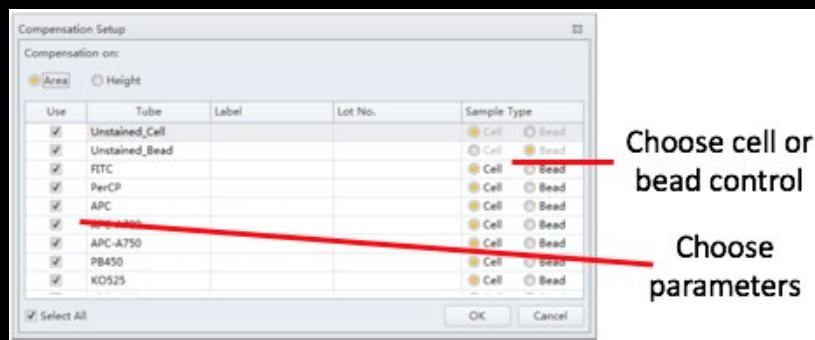 Compensation Setup
Compensation on:
Area Height
Use Tube Label Lot No. Sample Type
Unstained_Cell Cell Bead
Unstained_Bead Cell Bead
FITC Cell Bead
PerCP Cell Bead
APC Cell Bead
Cell Bead
APC-A750 Cell Bead
PB450 Cell Bead
KO525 Cell Bead
Select All OK Cancel
Choose cell or
bead control
Choose
parameters